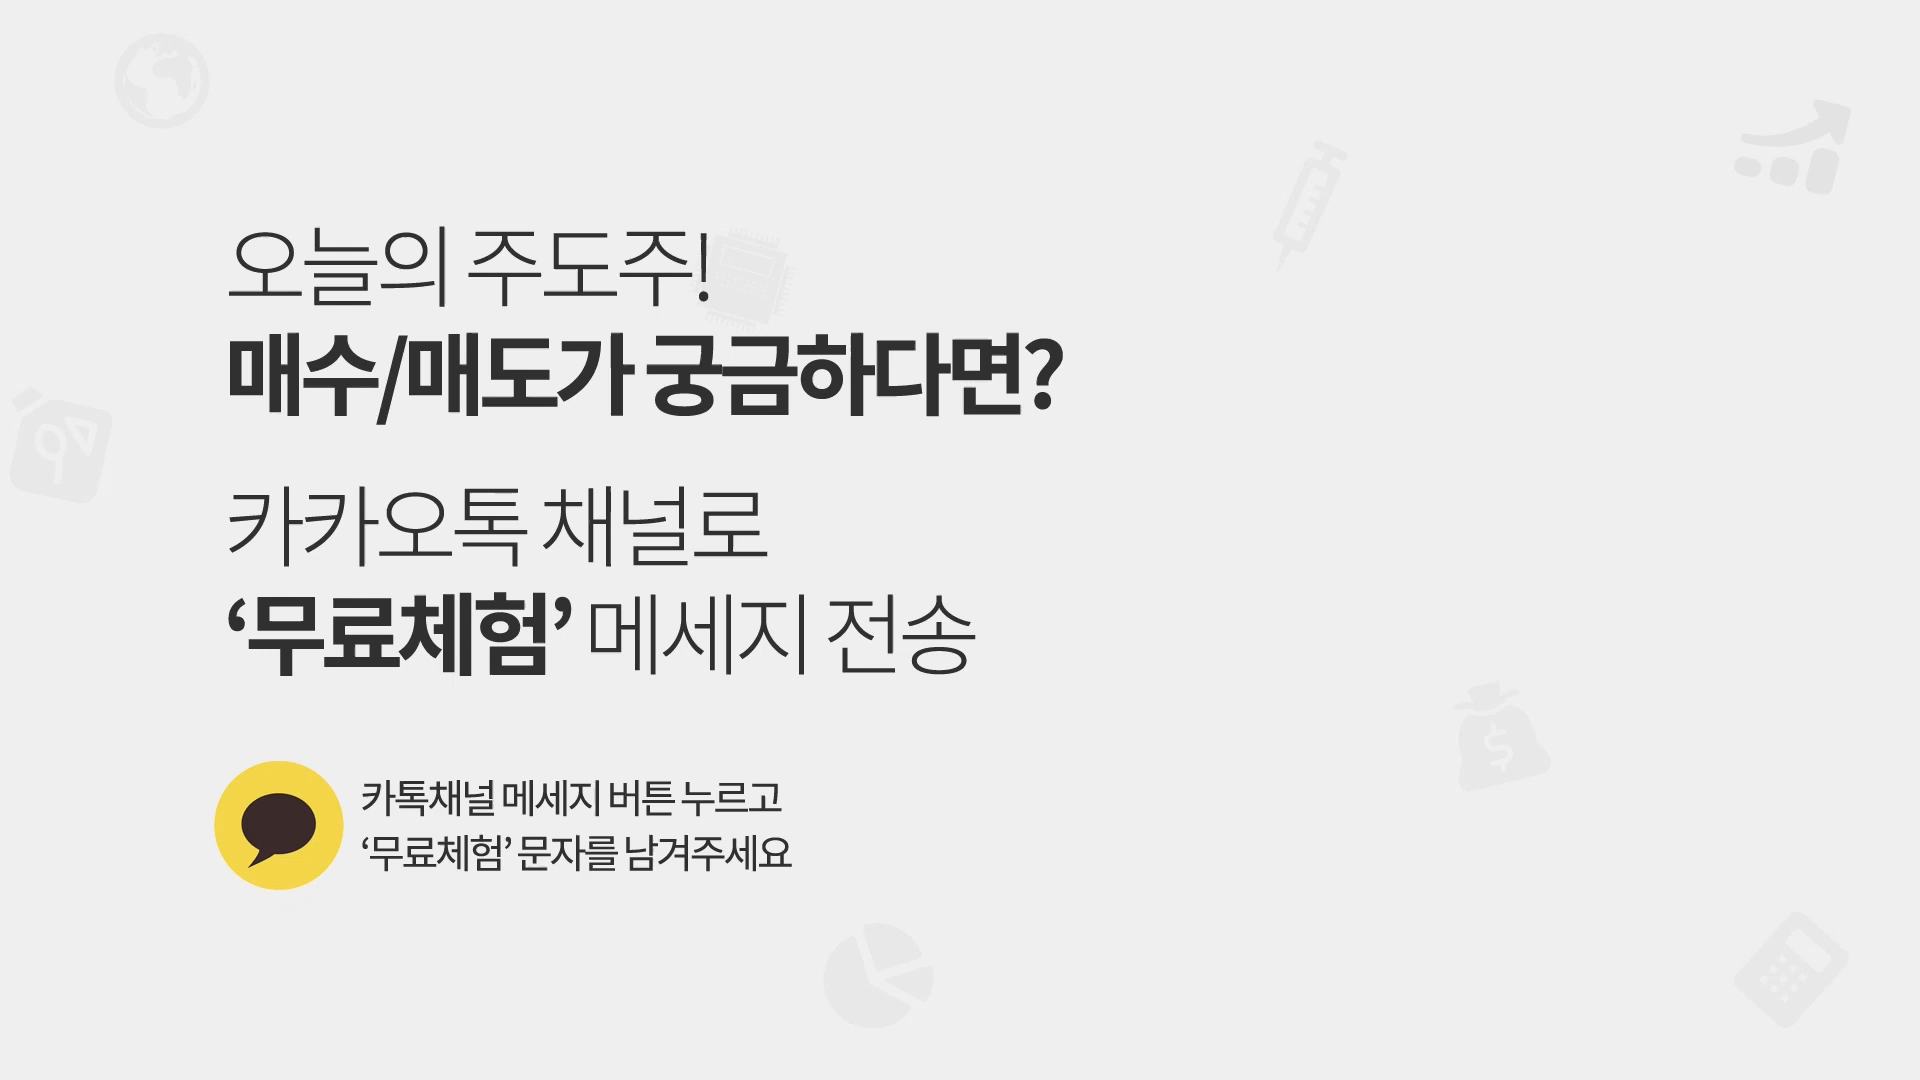 오늘의 주도주!
매수/매도가 궁금하다면?
카카오톡 채널로
‘무료체험’ 메세지 전송
카톡채널 메세지 버튼 누르고
‘무료체험’ 문자를 남겨주세요